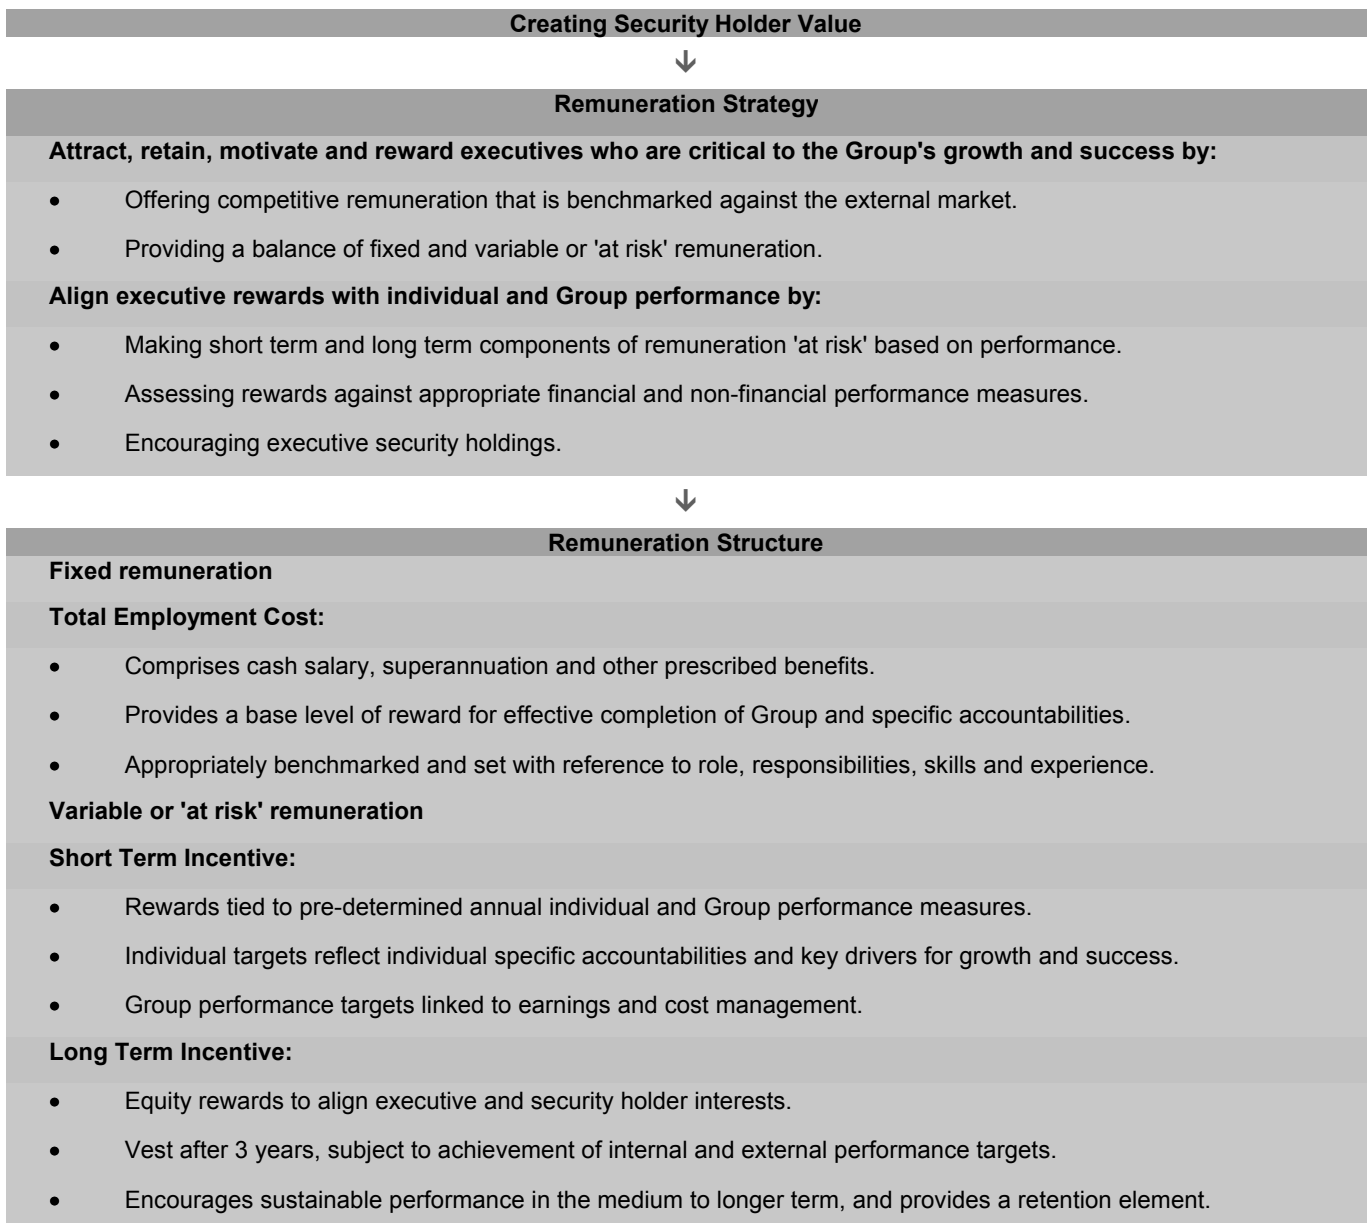 Creating Security Holder Value
↓
Remuneration Strategy
Attract, retain, motivate and reward executives who are critical to the Group's growth and success by:
• Offering competitive remuneration that is benchmarked against the external market.
• Providing a balance of fixed and variable or 'at risk' remuneration.
Align executive rewards with individual and Group performance by:
• Making short term and long term components of remuneration 'at risk' based on performance.
• Assessing rewards against appropriate financial and non-financial performance measures.
• Encouraging executive security holdings.
↓
Remuneration Structure
Fixed remuneration
Total Employment Cost:
• Comprises cash salary, superannuation and other prescribed benefits.
• Provides a base level of reward for effective completion of Group and specific accountabilities.
• Appropriately benchmarked and set with reference to role, responsibilities, skills and experience.
Variable or 'at risk' remuneration
Short Term Incentive:
• Rewards tied to pre-determined annual individual and Group performance measures.
• Individual targets reflect individual specific accountabilities and key drivers for growth and success.
• Group performance targets linked to earnings and cost management.
Long Term Incentive:
• Equity rewards to align executive and security holder interests.
• Vest after 3 years, subject to achievement of internal and external performance targets.
• Encourages sustainable performance in the medium to longer term, and provides a retention element.